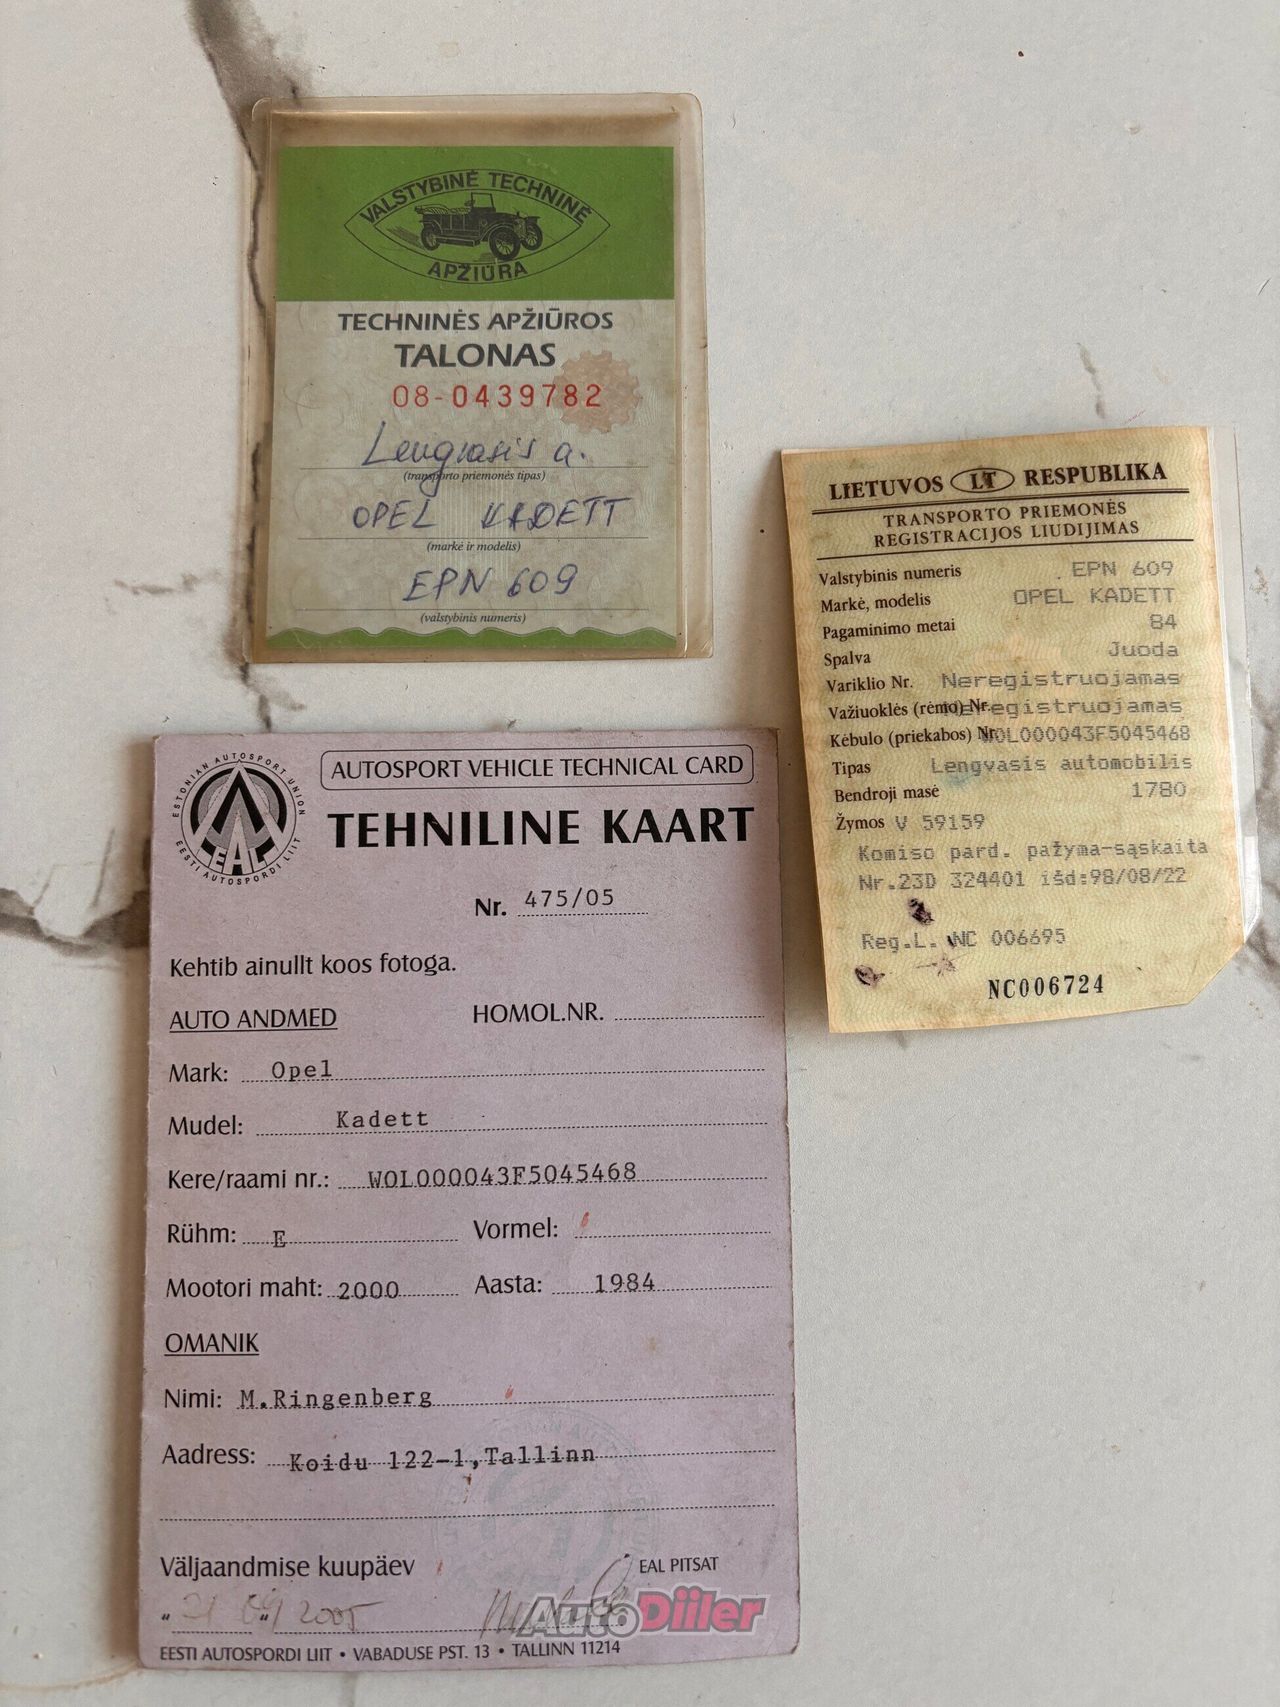 VALSTYBINĖ TECHNINĖ
APŽIŪRA
TECHNINĖS APŽIŪROS
TALONAS
08-0439782
Lengvasis a.
(transporto priemonės tipas)
OPEL KADETT
(markė ir modelis)
EPN 609
(valstybinis numeris)
LIETUVOS LT RESPUBLIKA
TRANSPORTO PRIEMONĖS
REGISTRACIJOS LIUDIJIMAS
Valstybinis numeris EPN 609
Markė, modelis OPEL KADETT
Pagaminimo metai 84
Spalva Juoda
Variklio Nr. Neregistruojamas
Važiuoklės (rėmo) Nr. Neregistruojamas
Kėbulo (priekabos) Nr. W0L000043F5045468
Tipas Lengvasis automobilis
Bendroji masė 1780
Žymos V 59159
Komiso pard. pažyma-sąskaita
Nr.23D 324401 išd:98/08/22
Reg.L. NC 006695
NC006724
ESTONIAN AUTOSPORT UNION
EAL
EESTI AUTOSPORDI LIIT
AUTOSPORT VEHICLE TECHNICAL CARD
TEHNILINE KAART
Nr. 475/05
Kehtib ainullt koos fotoga.
AUTO ANDMED HOMOL.NR.
Mark: Opel
Mudel: Kadett
Kere/raami nr.: WOL000043F5045468
Rühm: E Vormel:
Mootori maht: 2000 Aasta: 1984
OMANIK
Nimi: M.Ringenberg
Aadress: Koidu 122-1,Tallinn
Väljaandmise kuupäev EAL PITSAT
2005
AutoDiiler
EESTI AUTOSPORDI LIIT • VABADUSE PST. 13 • TALLINN 11214